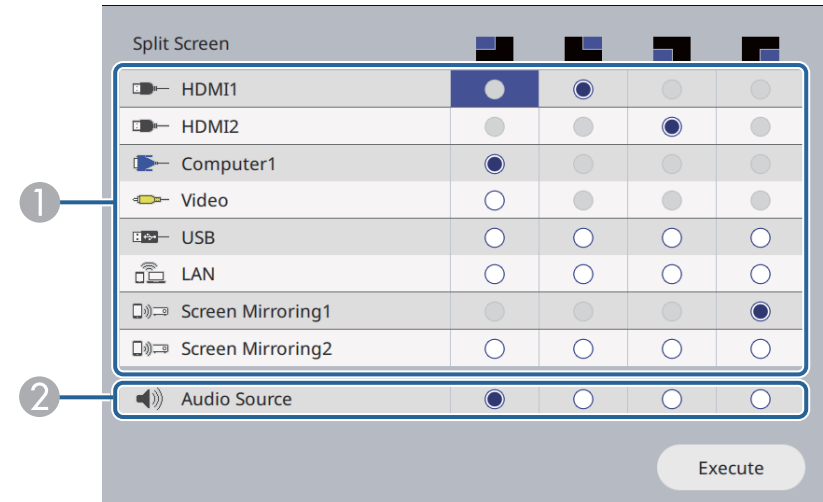 Split Screen
HDMI1
HDMI2
Computer1
1
Video
USB
LAN
Screen Mirroring1
Screen Mirroring2
2
Audio Source
Execute